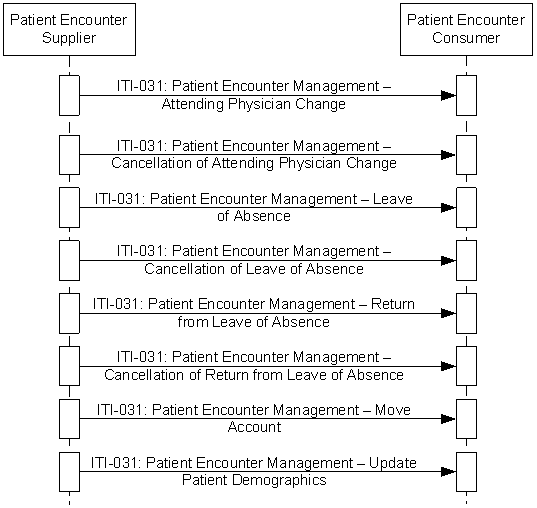 Patient Encounter
Supplier
Patient Encounter
Consumer
ITI-031: Patient Encounter Management –
Attending Physician Change
ITI-031: Patient Encounter Management –
Cancellation of Attending Physician Change
ITI-031: Patient Encounter Management – Leave
of Absence
ITI-031: Patient Encounter Management –
Cancellation of Leave of Absence
ITI-031: Patient Encounter Management – Return
from Leave of Absence
ITI-031: Patient Encounter Management –
Cancellation of Return from Leave of Absence
ITI-031: Patient Encounter Management – Move
Account
ITI-031: Patient Encounter Management – Update
Patient Demographics